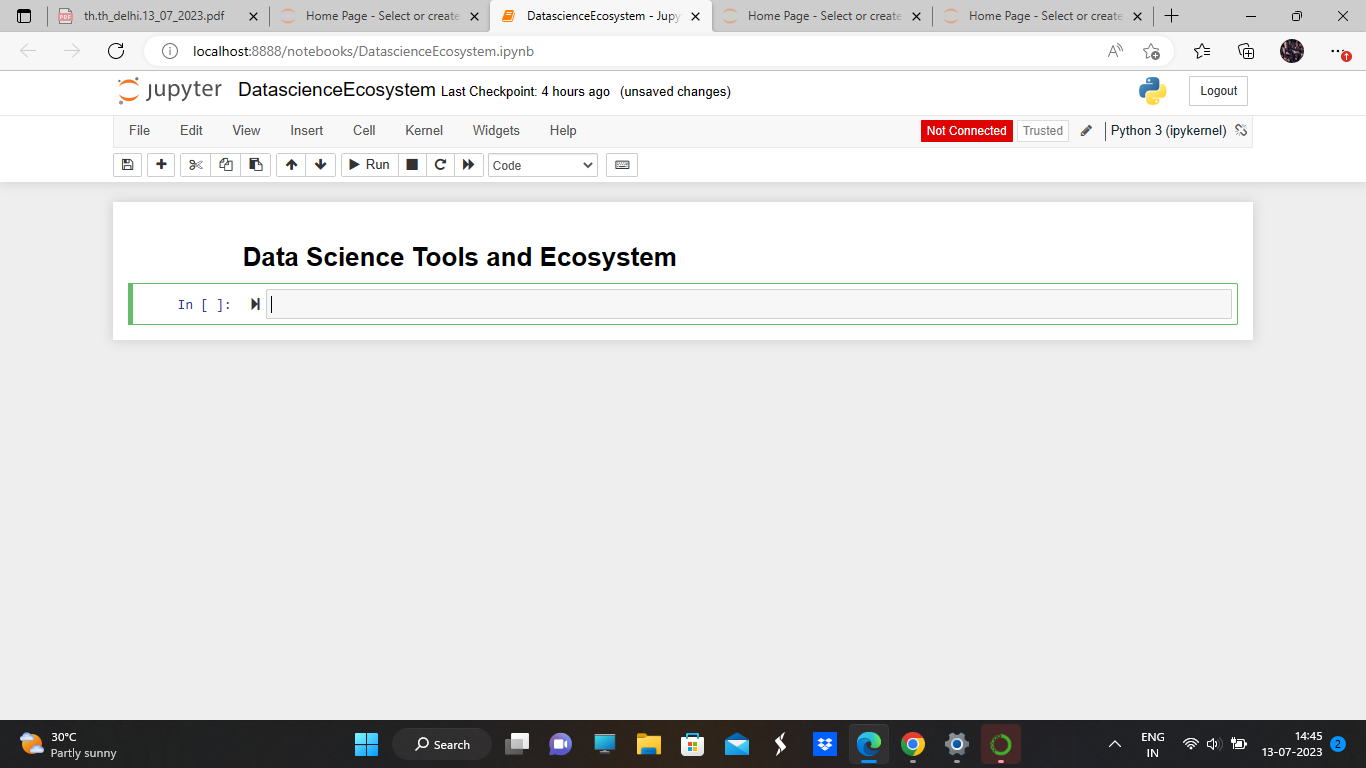 th.th_delhi.13_07_2023.pdf
Home Page - Select or create
DatascienceEcosystem - Jupy
Home Page - Select or create
Home Page - Select or create
localhost:8888/notebooks/DatascienceEcosystem.ipynb
jupyter DatascienceEcosystem Last Checkpoint: 4 hours ago (unsaved changes)
Logout
File Edit View Insert Cell Kernel Widgets Help
Not Connected Trusted Python 3 (ipykernel)
Run Code
Data Science Tools and Ecosystem
In [ ]:
30°C
Partly sunny
Search
ENG
IN
14:45
13-07-2023
2